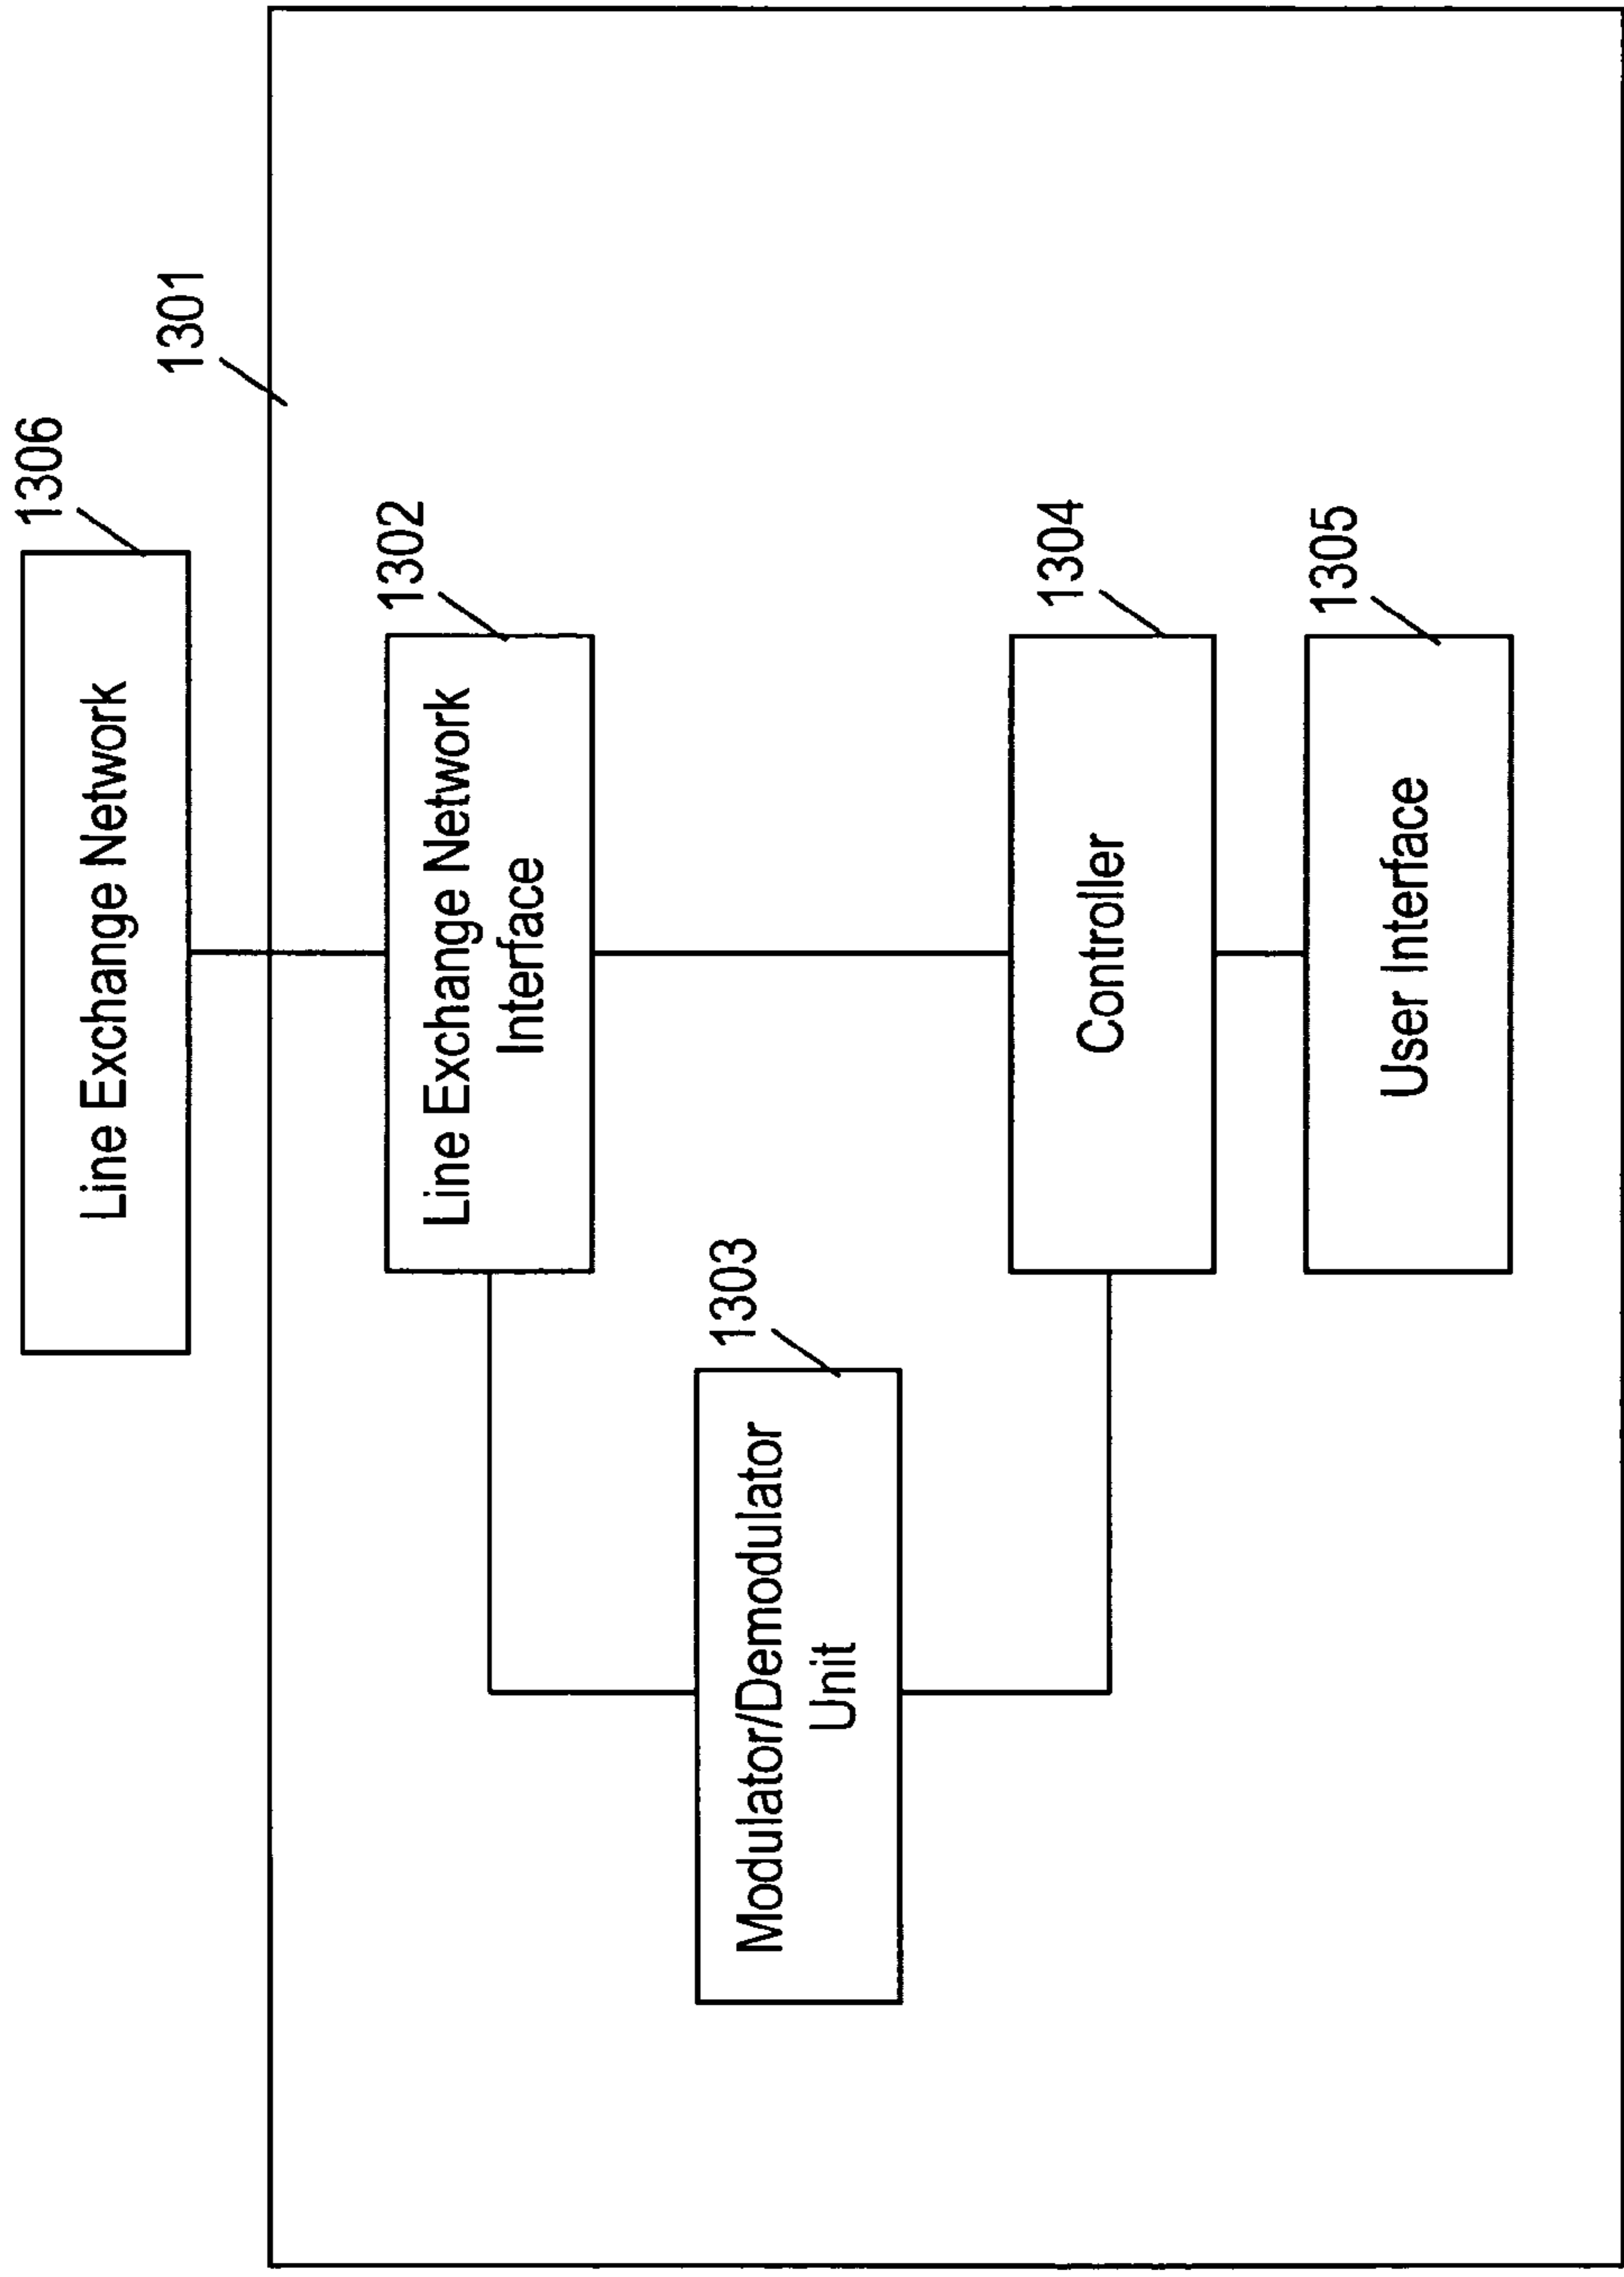 1306
Line Exchange Network
1301
1302
Line Exchange Network
Interface
1303
Modulator/Demodulator
Unit
1304
Controller
1305
User Interface